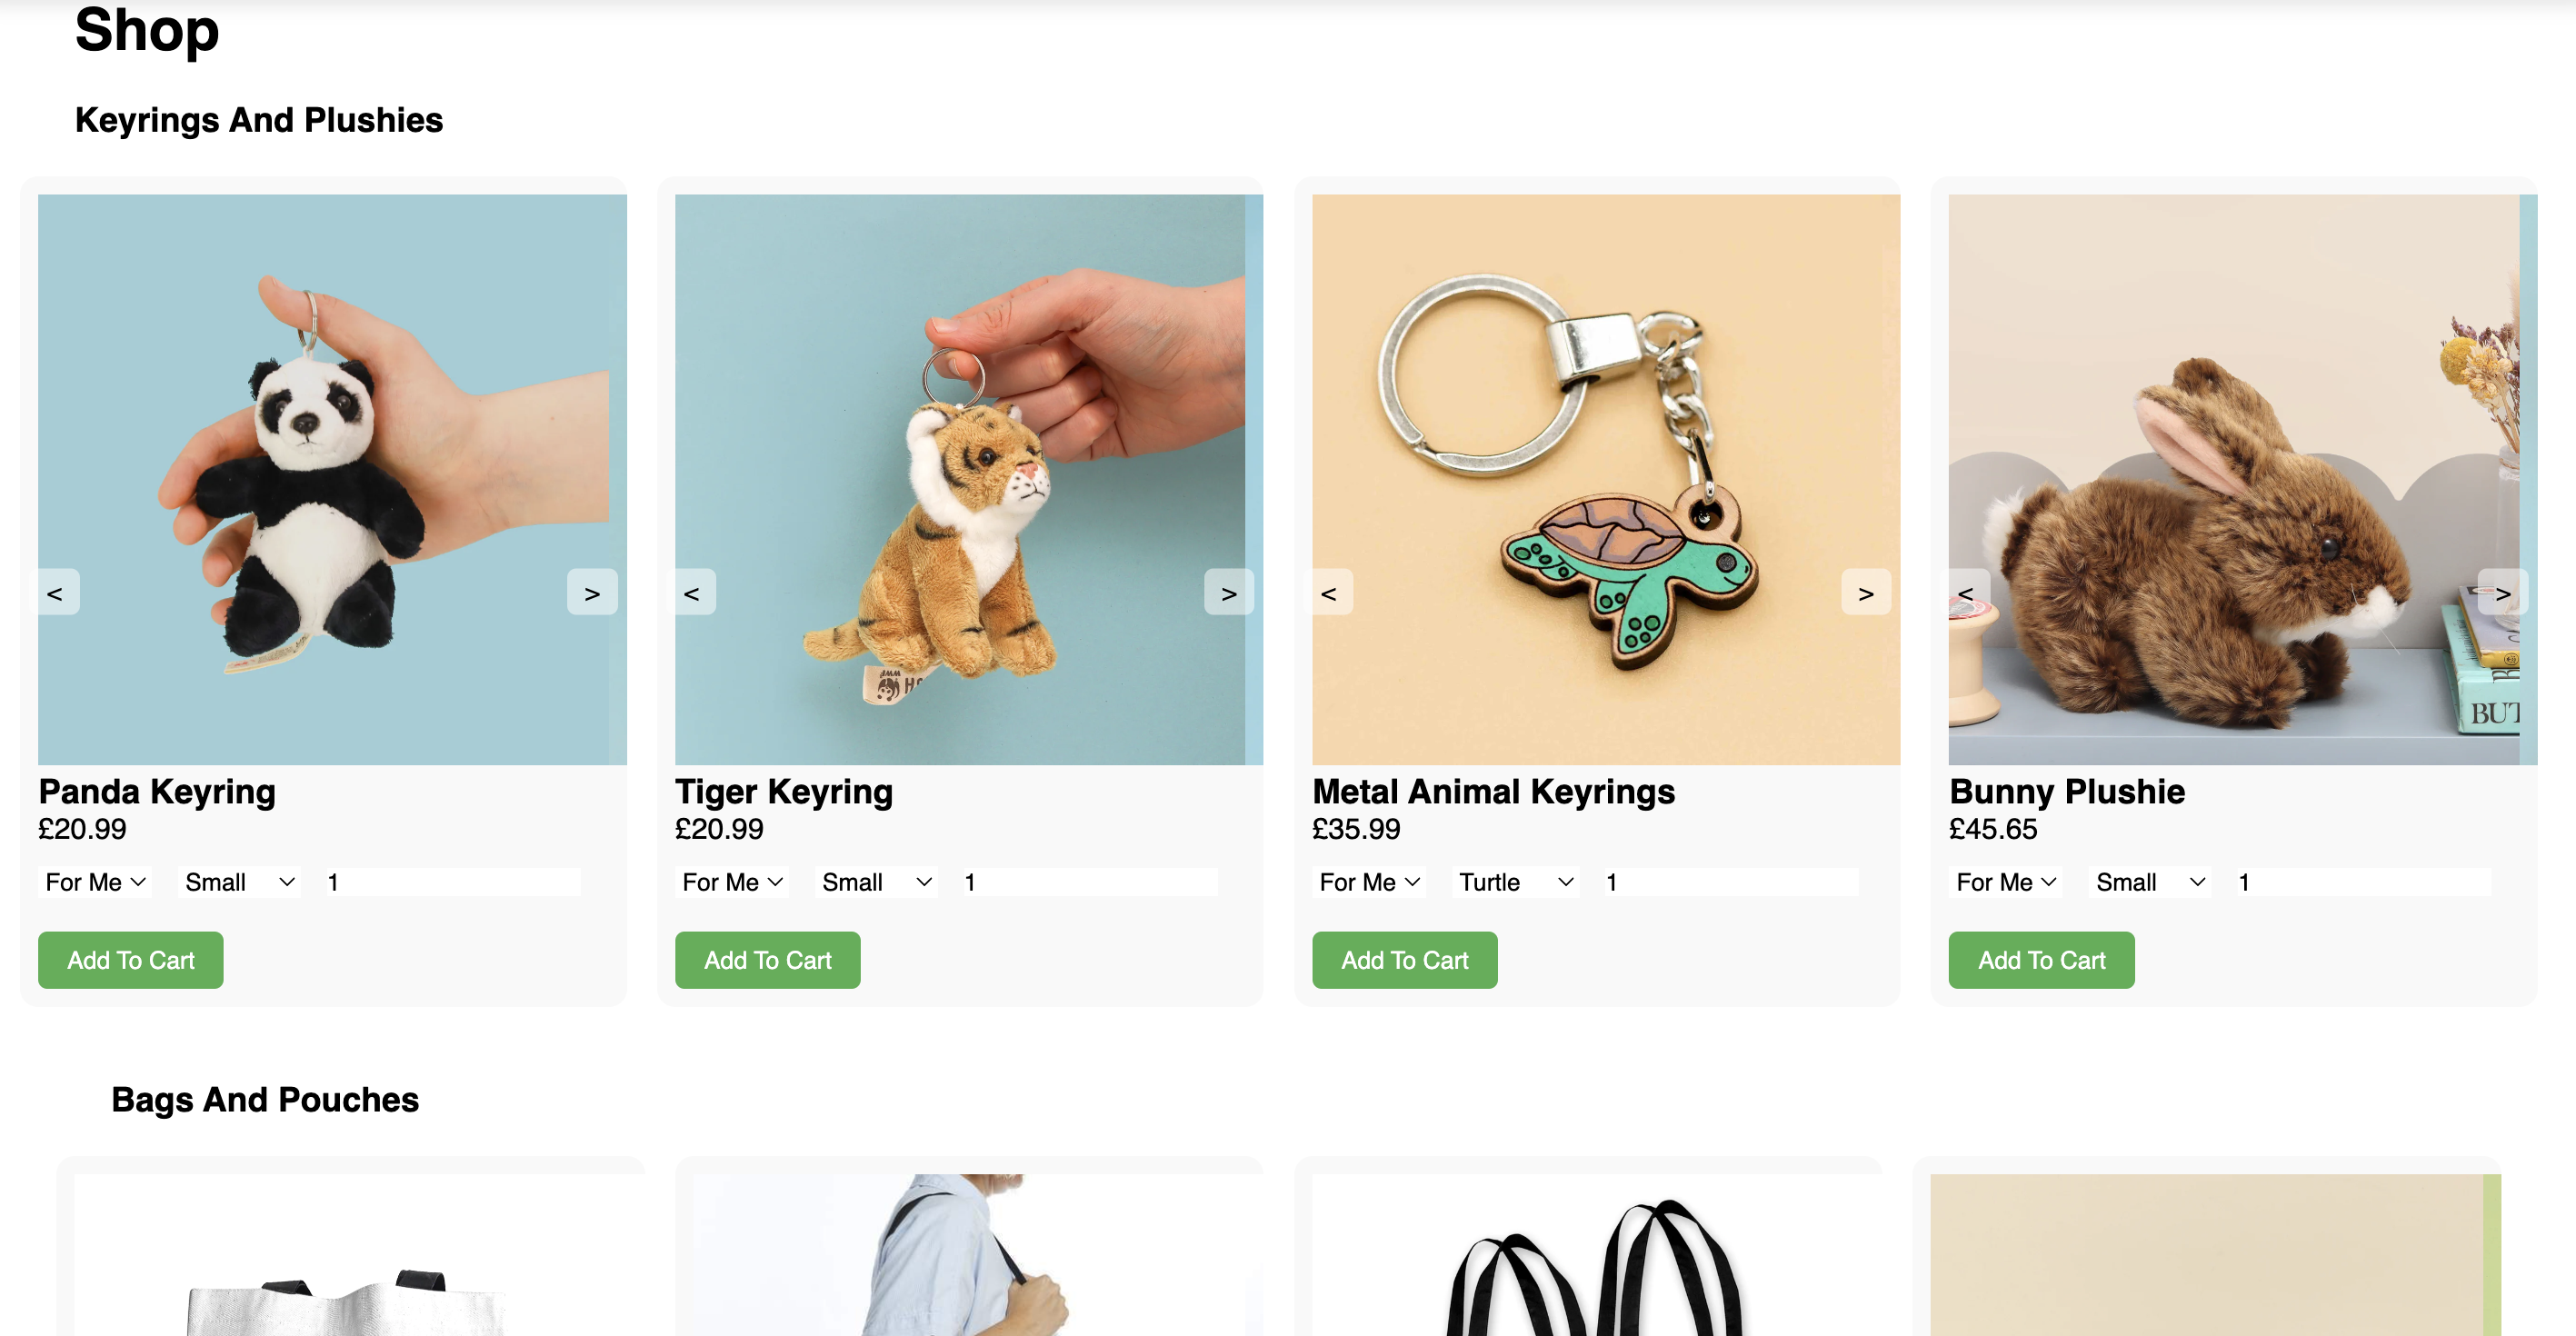 Shop
Keyrings And Plushies
< >
< >
< >
< >
WWF
BUT
Panda Keyring
£20.99
For Me Small 1
Add To Cart
Tiger Keyring
£20.99
For Me Small 1
Add To Cart
Metal Animal Keyrings
£35.99
For Me Turtle 1
Add To Cart
Bunny Plushie
£45.65
For Me Small 1
Add To Cart
Bags And Pouches